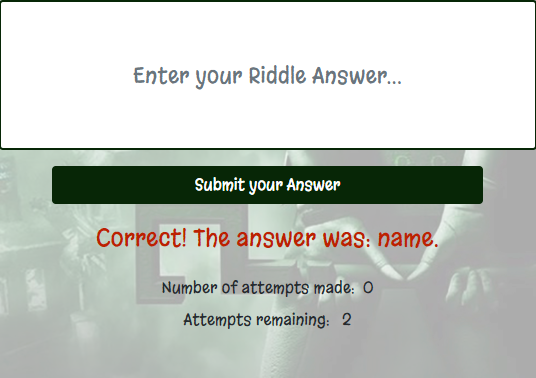 Enter your Riddle Answer...
Submit your Answer
Correct! The answer was: name.
Number of attempts made: 0
Attempts remaining: 2